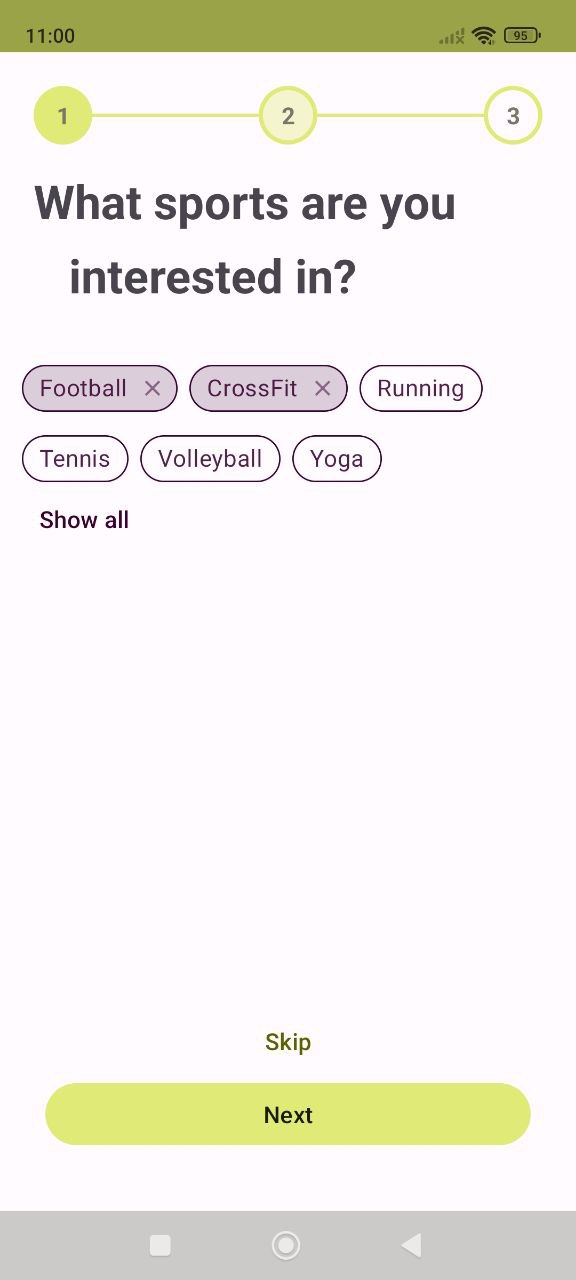 11:00 95
1 2 3
What sports are you
interested in?
Football CrossFit Running
Tennis Volleyball Yoga
Show all
Skip
Next